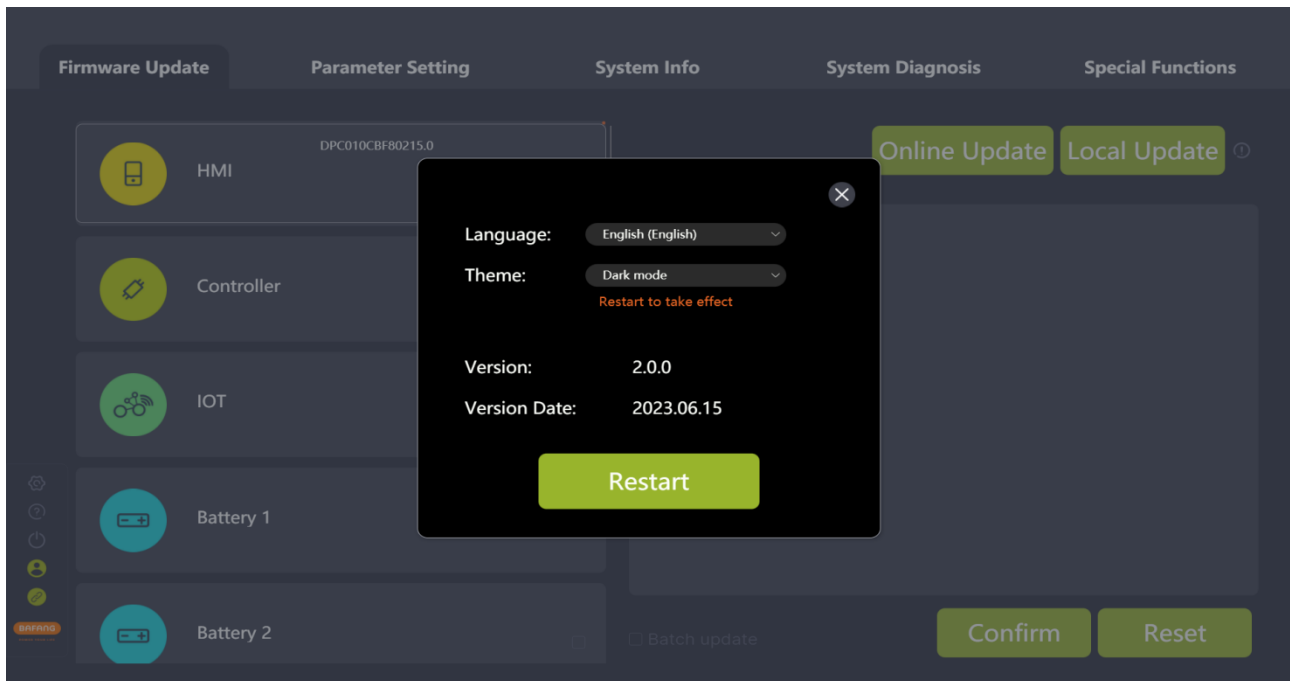 Firmware Update
Parameter Setting
System Info
System Diagnosis
Special Functions
DPC010CBF80215.0
HMI
Online Update
Local Update
Language:
English (English)
Theme:
Dark mode
Restart to take effect
Controller
Version:
2.0.0
Version Date:
2023.06.15
IOT
Restart
Battery 1
BAFANG
Battery 2
Batch update
Confirm
Reset